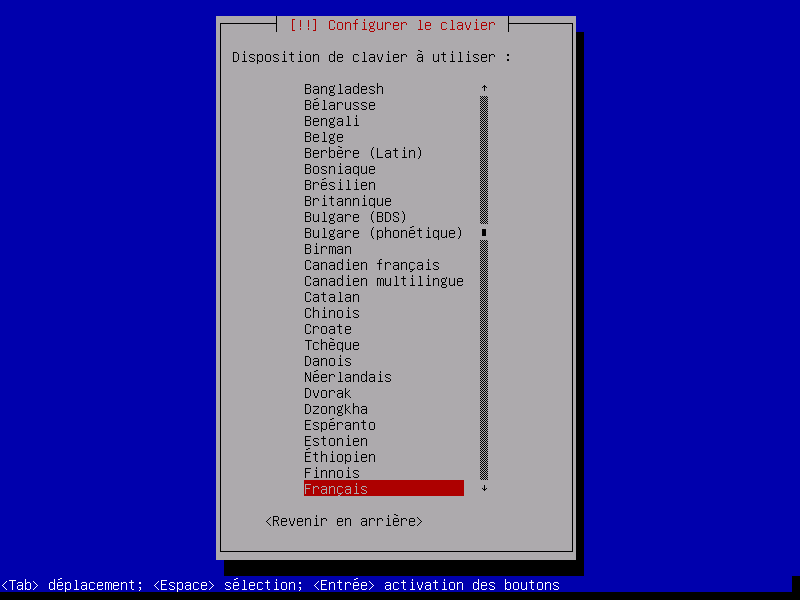 [!!] Configurer le clavier
Disposition de clavier à utiliser :
Bangladesh
Bélarusse
Bengali
Belge
Berbère (Latin)
Bosniaque
Brésilien
Britannique
Bulgare (BDS)
Bulgare (phonétique)
Birman
Canadien français
Canadien multilingue
Catalan
Chinois
Croate
Tchèque
Danois
Néerlandais
Dvorak
Dzongkha
Espéranto
Estonien
Éthiopien
Finnois
Français
<Revenir en arrière>
<Tab> déplacement; <Espace> sélection; <Entrée> activation des boutons